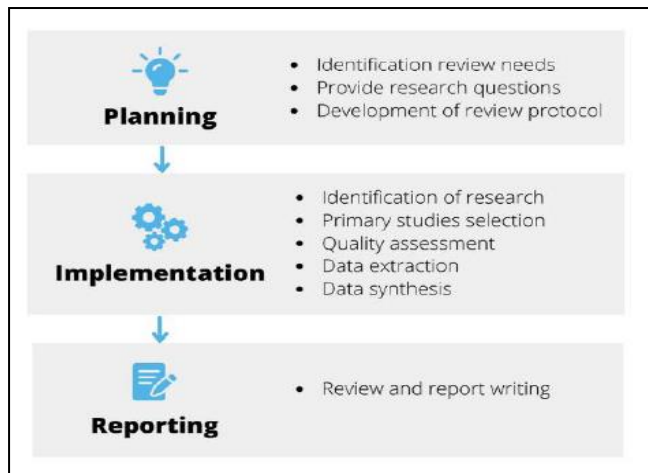 Planning
• Identification review needs
• Provide research questions
• Development of review protocol
Implementation
• Identification of research
• Primary studies selection
• Quality assessment
• Data extraction
• Data synthesis
Reporting
• Review and report writing